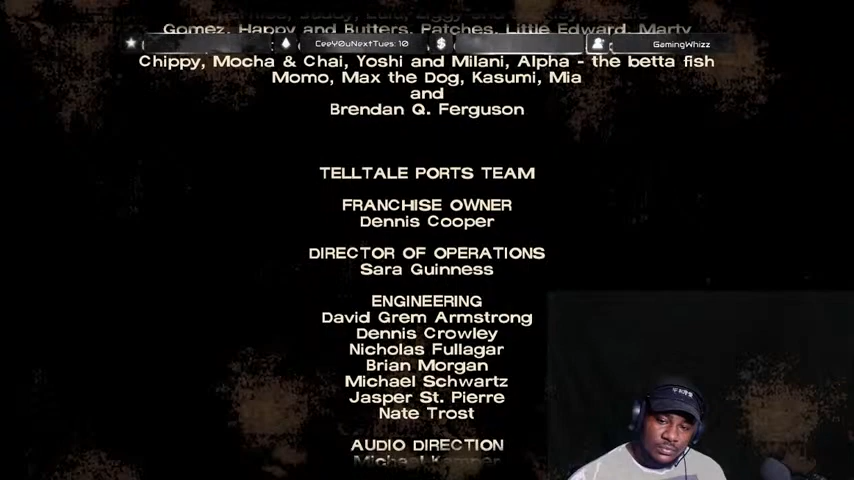 Gomez, Happy and Butters, Patches, Little Edward, Marty
CeeY0uNextTues: 10
GamingWhizz
Chippy, Mocha & Chai, Yoshi and Milani, Alpha - the betta fish
Momo, Max the Dog, Kasumi, Mia
and
Brendan Q. Ferguson
TELLTALE PORTS TEAM
FRANCHISE OWNER
Dennis Cooper
DIRECTOR OF OPERATIONS
Sara Guinness
ENGINEERING
David Grem Armstrong
Dennis Crowley
Nicholas Fullagar
Brian Morgan
Michael Schwartz
Jasper St. Pierre
Nate Trost
AUDIO DIRECTION
Michael Kamper